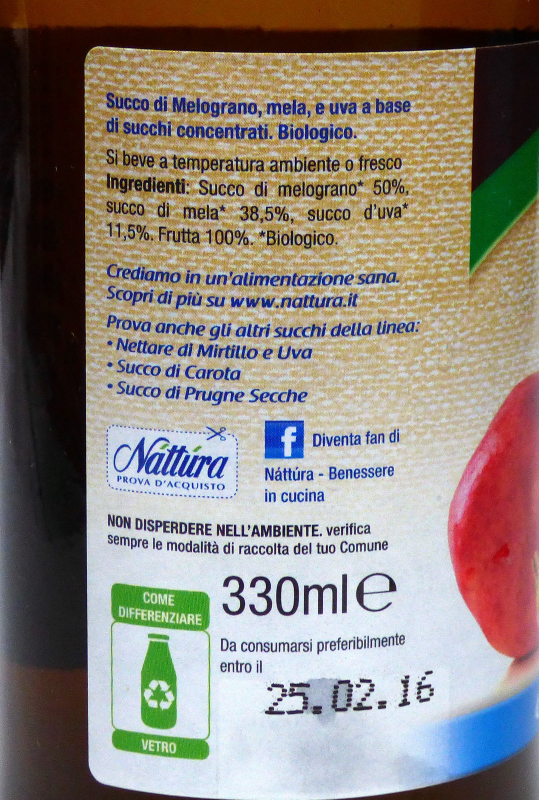 Succo di Melograno, mela, e uva a base
di succhi concentrati. Biologico.
Si beve a temperatura ambiente o fresco
Ingredienti: Succo di melograno* 50%,
succo di mela* 38,5%, succo d'uva*
11,5%. Frutta 100%. *Biologico.
Crediamo in un'alimentazione sana.
Scopri di più su www.nattura.it
Prova anche gli altri succhi della linea:
• Nettare di Mirtillo e Uva
• Succo di Carota
• Succo di Prugne Secche
Náttúra
PROVA D'ACQUISTO
f Diventa fan di
Náttúra - Benessere
in cucina
NON DISPERDERE NELL'AMBIENTE. verifica
sempre le modalità di raccolta del tuo Comune
COME
DIFFERENZIARE
VETRO
330ml e
Da consumarsi preferibilmente
entro il
25.02.16